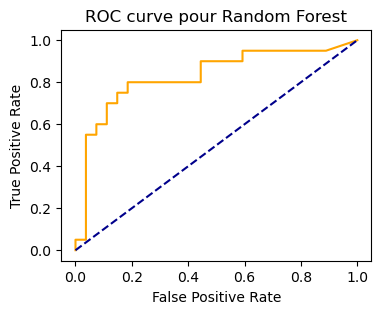 ROC curve pour Random Forest
True Positive Rate
1.0
0.8
0.6
0.4
0.2
0.0
0.0 0.2 0.4 0.6 0.8 1.0
False Positive Rate